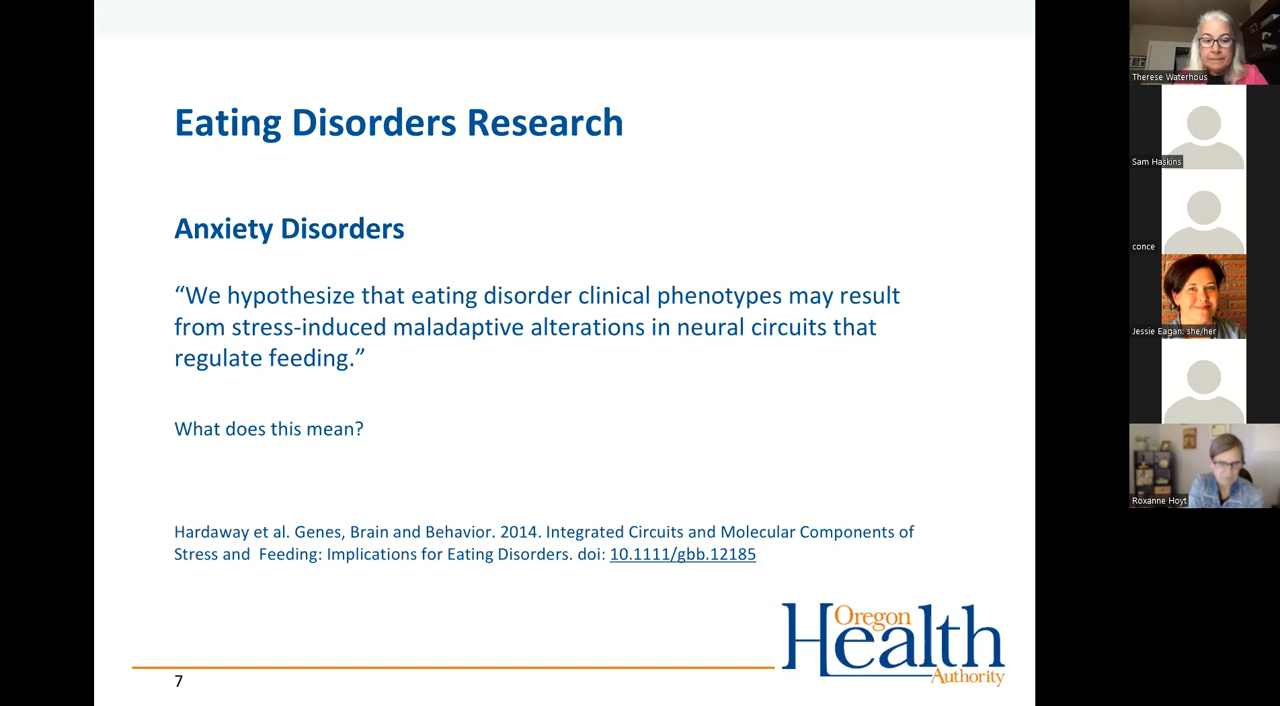 Eating Disorders Research
Anxiety Disorders
“We hypothesize that eating disorder clinical phenotypes may result
from stress-induced maladaptive alterations in neural circuits that
regulate feeding.”
What does this mean?
Hardaway et al. Genes, Brain and Behavior. 2014. Integrated Circuits and Molecular Components of
Stress and  Feeding: Implications for Eating Disorders. doi: 10.1111/gbb.12185
7
Oregon
Health
Authority
Therese Waterhous
Sam Haskins
conce
Jessie Eagan: she/her
Roxanne Hoyt